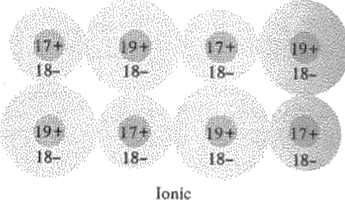 17+ 19+ 17+ 19+
18– 18– 18– 18–
19+ 17+ 19+ 17+
18– 18– 18– 18–
Ionic